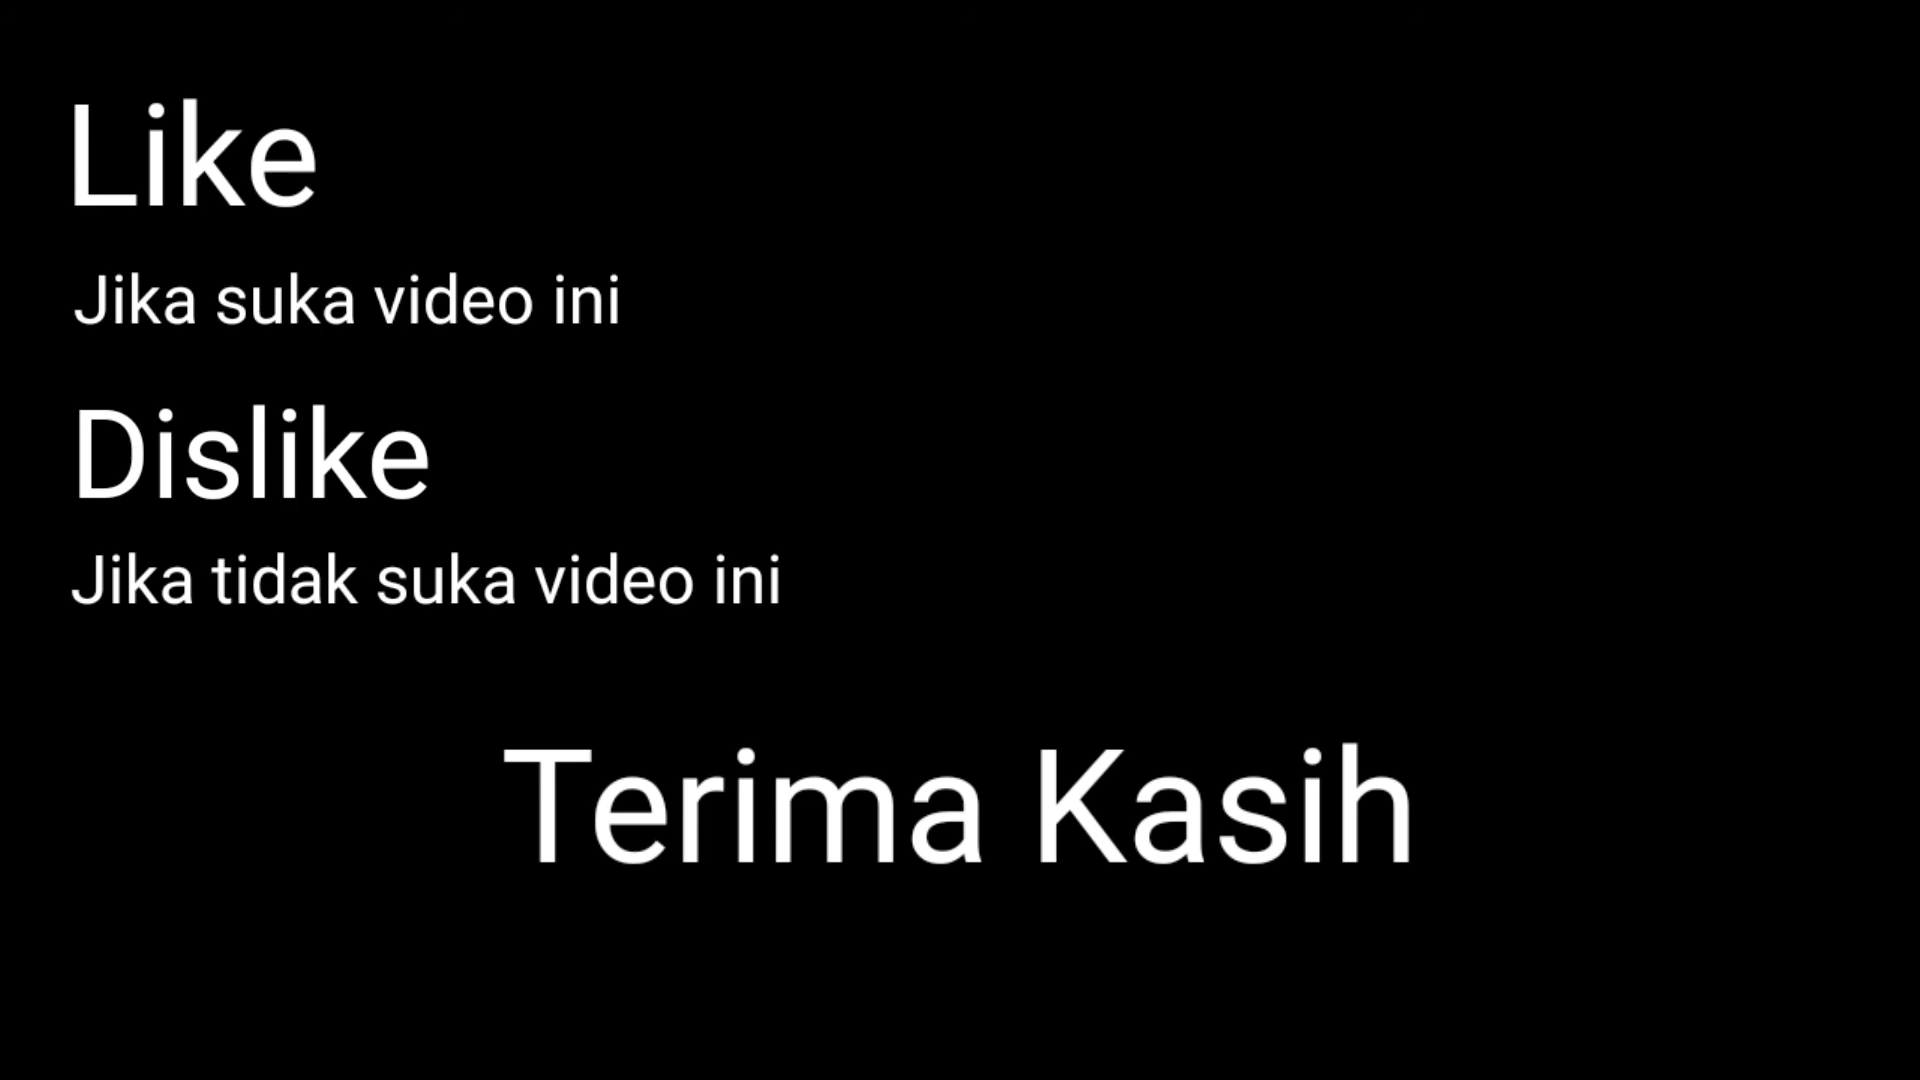 Like
Jika suka video ini
Dislike
Jika tidak suka video ini
Terima Kasih